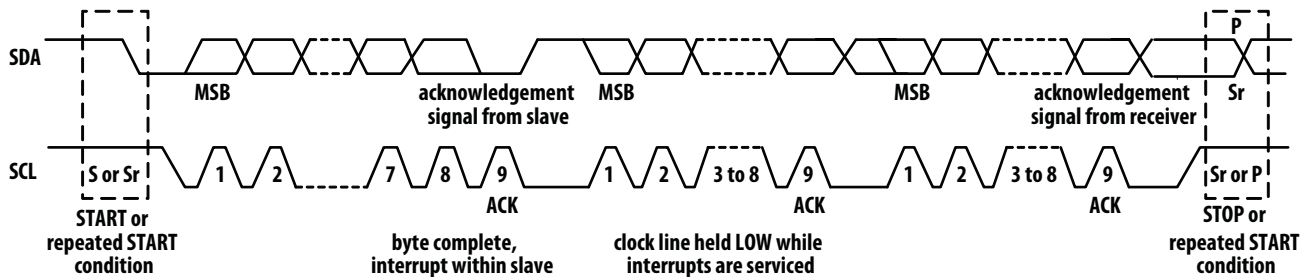 P
SDA
MSB
acknowledgement
signal from slave
MSB
MSB
acknowledgement
signal from receiver
Sr
SCL
S or Sr
1
2
7
8
9
1
2
3 to 8
9
1
2
3 to 8
9
Sr or P
ACK
ACK
ACK
START or
repeated START
condition
byte complete,
interrupt within slave
clock line held LOW while
interrupts are serviced
STOP or
repeated START
condition